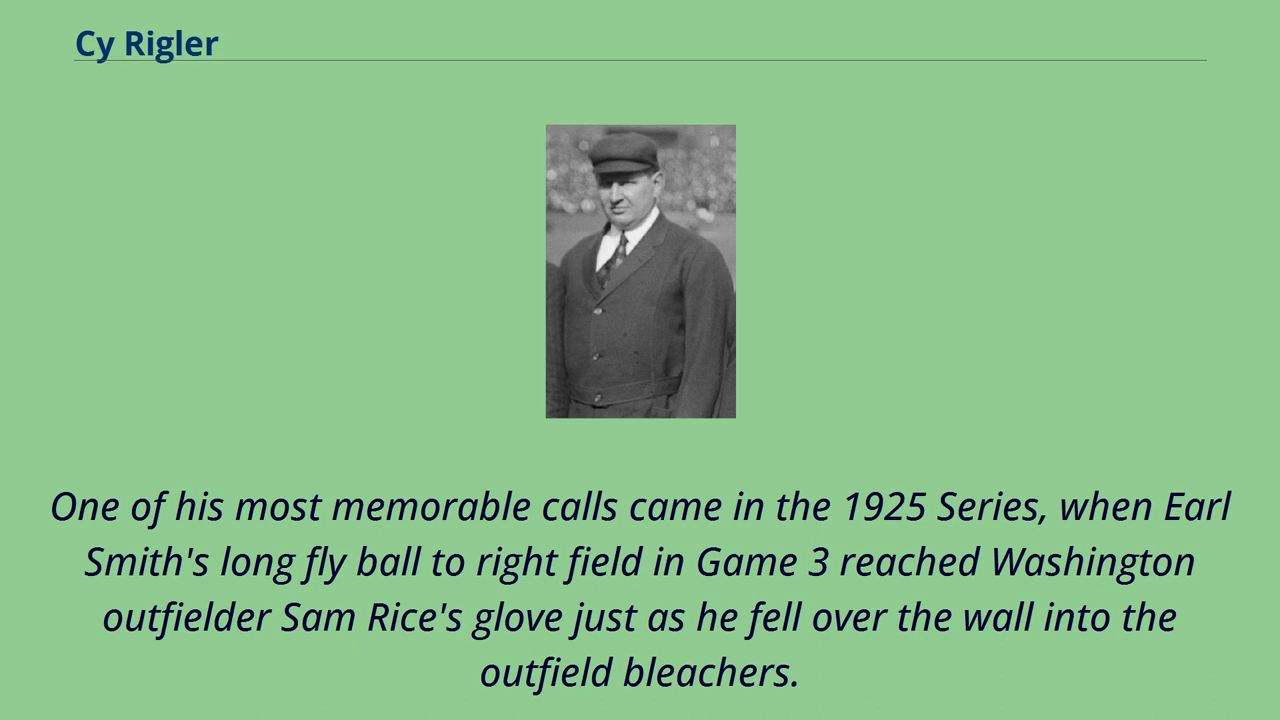 Cy Rigler
One of his most memorable calls came in the 1925 Series, when Earl
Smith's long fly ball to right field in Game 3 reached Washington
outfielder Sam Rice's glove just as he fell over the wall into the
outfield bleachers.